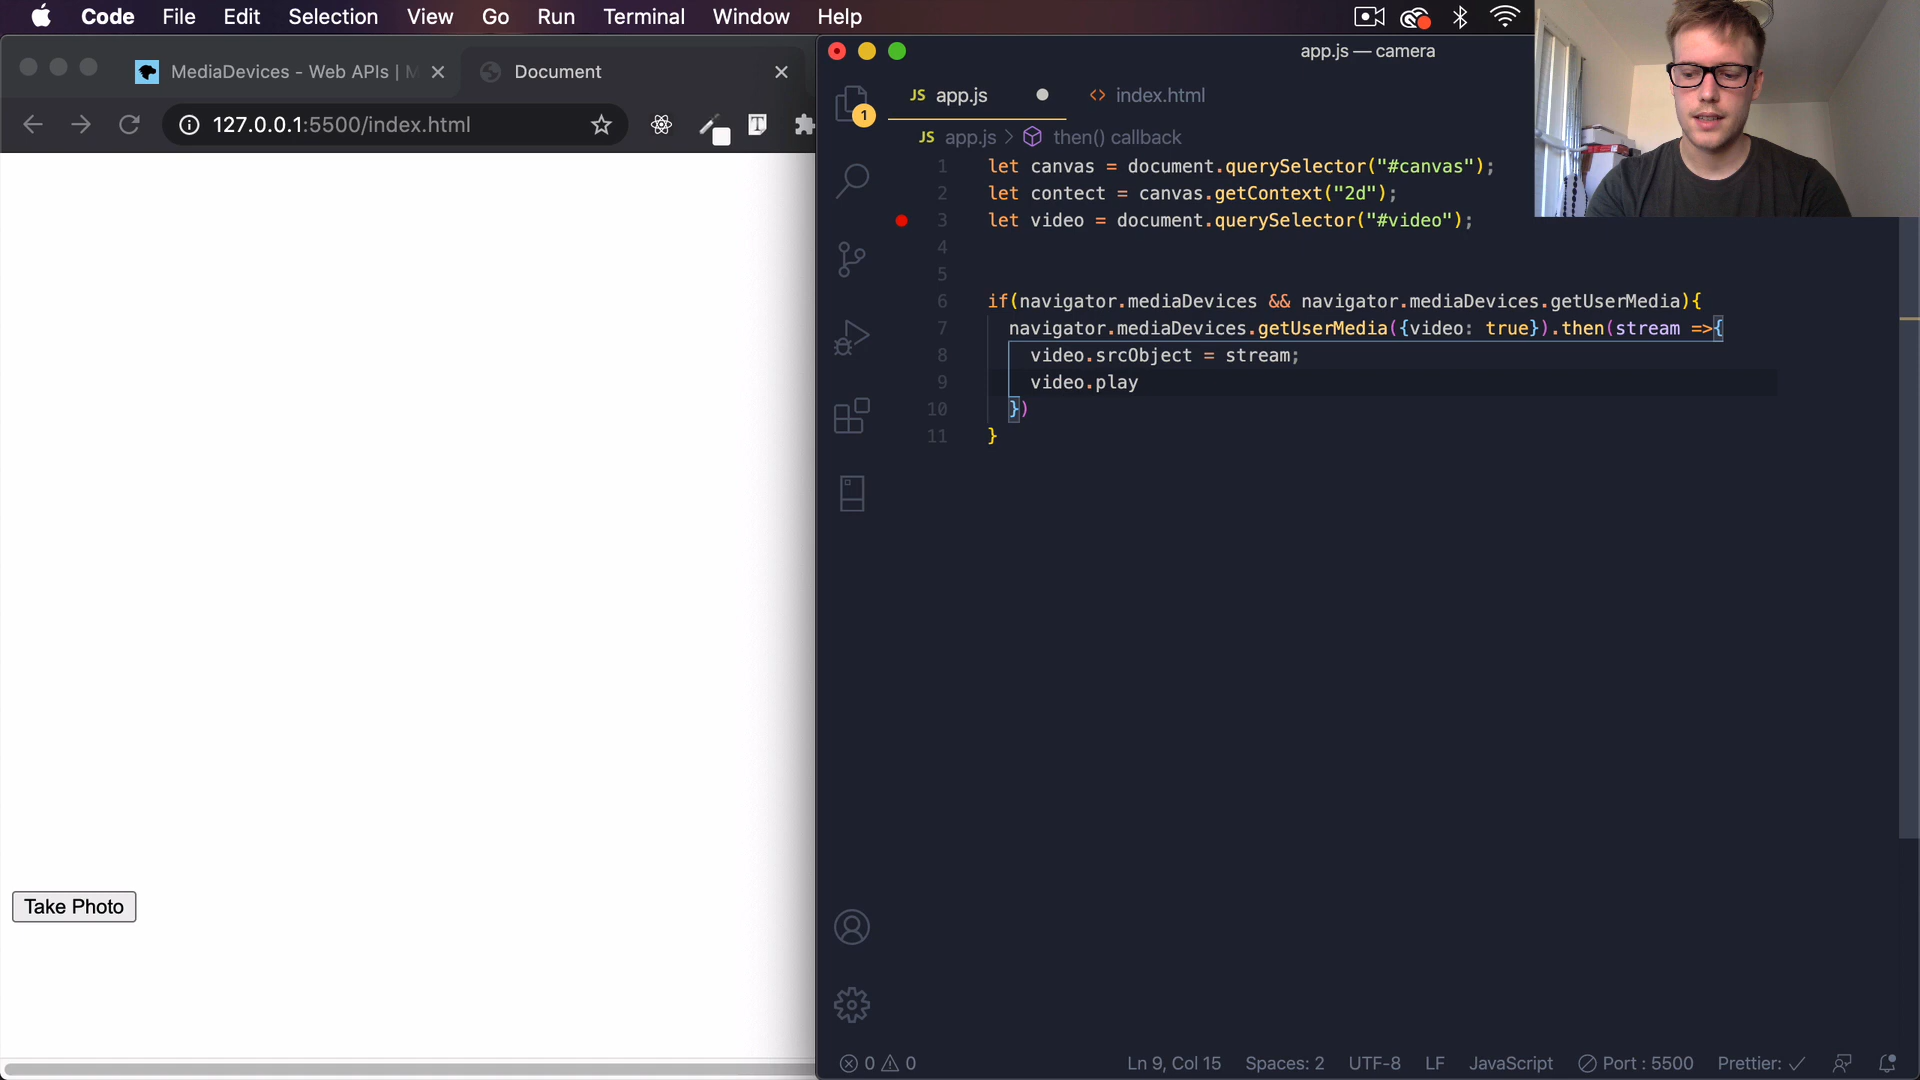 Code File Edit Selection View Go Run Terminal Window Help
MediaDevices - Web APIs | M
Document
127.0.0.1:5500/index.html
Take Photo
app.js — camera
1
JS app.js
<> index.html
JS app.js > then() callback
1 let canvas = document.querySelector("#canvas");
2 let contect = canvas.getContext("2d");
3 let video = document.querySelector("#video");
4
5
6 if(navigator.mediaDevices && navigator.mediaDevices.getUserMedia){
7 navigator.mediaDevices.getUserMedia({video: true}).then(stream =>{
8 video.srcObject = stream;
9 video.play
10 })
11 }
0 0 Ln 9, Col 15 Spaces: 2 UTF-8 LF JavaScript Port : 5500 Prettier: ✓